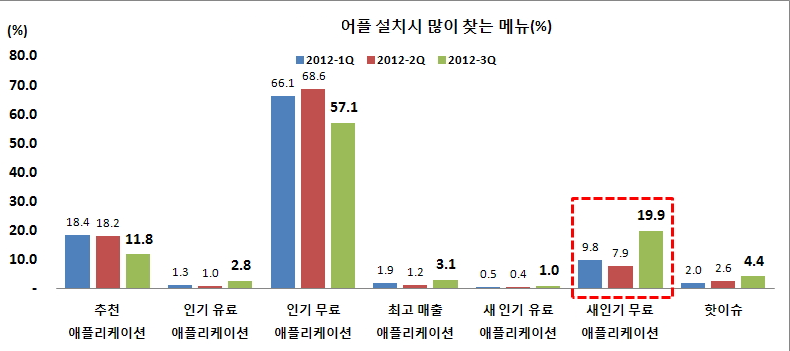 어플 설치시 많이 찾는 메뉴(%)
(%)
2012-1Q 2012-2Q 2012-3Q
80.0
70.0
60.0
50.0
40.0
30.0
20.0
10.0
-
18.4 18.2 11.8
1.3 1.0 2.8
66.1 68.6 57.1
1.9 1.2 3.1
0.5 0.4 1.0
9.8 7.9 19.9
2.0 2.6 4.4
추천
애플리케이션
인기 유료
애플리케이션
인기 무료
애플리케이션
최고 매출
애플리케이션
새 인기 유료
애플리케이션
새인기 무료
애플리케이션
핫이슈